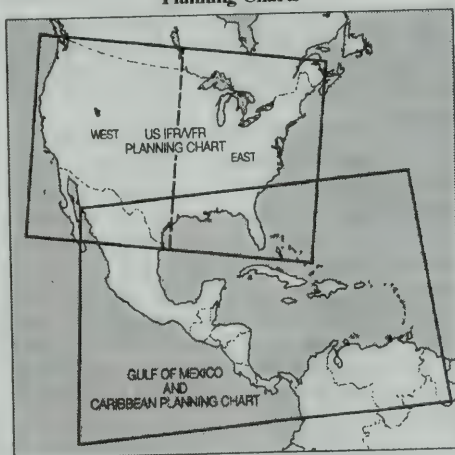 Planning Charts
WEST
US IFR/VFR
PLANNING CHART
EAST
GULF OF MEXICO
AND
CARIBBEAN PLANNING CHART